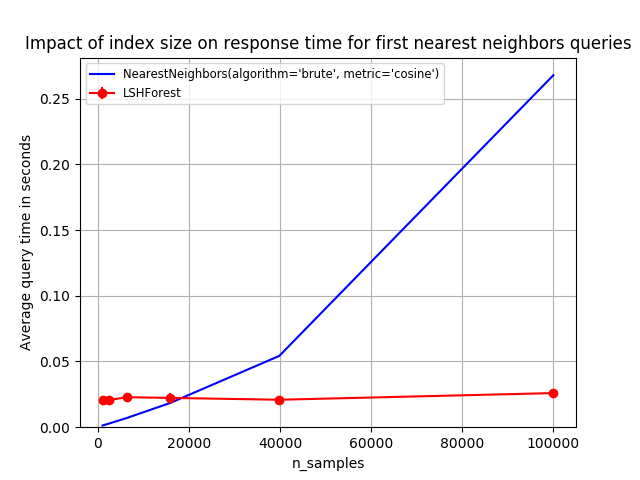 Impact of index size on response time for first nearest neighbors queries
NearestNeighbors(algorithm='brute', metric='cosine')
LSHForest
Average query time in seconds
0.25
0.20
0.15
0.10
0.05
0.00
0 20000 40000 60000 80000 100000
n_samples